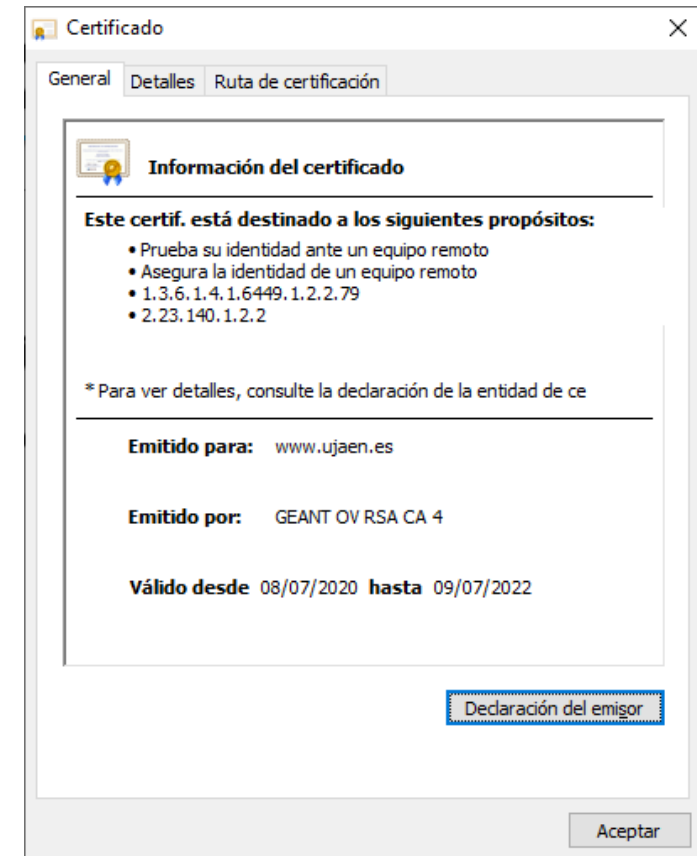 Certificado
General Detalles Ruta de certificación
Información del certificado
Este certif. está destinado a los siguientes propósitos:
• Prueba su identidad ante un equipo remoto
• Asegura la identidad de un equipo remoto
• 1.3.6.1.4.1.6449.1.2.2.79
• 2.23.140.1.2.2
* Para ver detalles, consulte la declaración de la entidad de ce
Emitido para: www.ujaen.es
Emitido por: GEANT OV RSA CA 4
Válido desde 08/07/2020 hasta 09/07/2022
Declaración del emisor
Aceptar